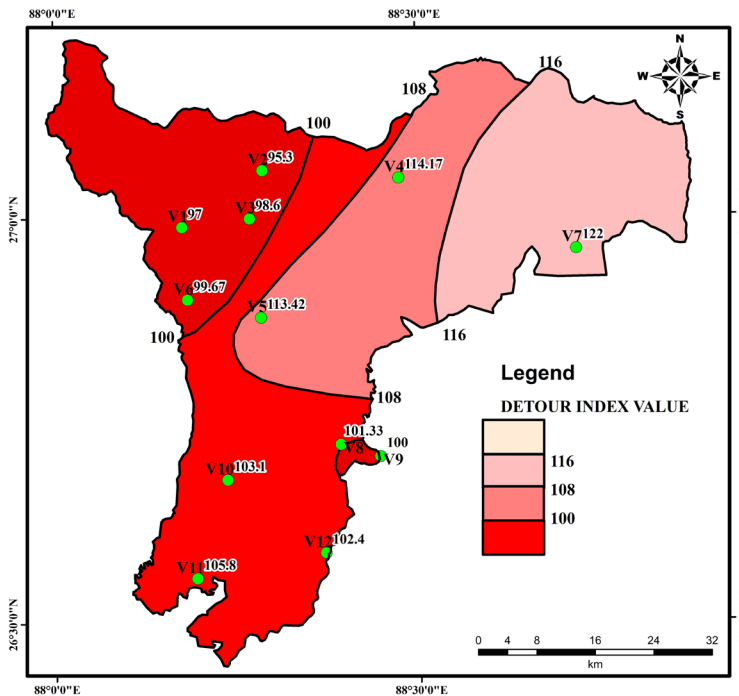 88°0'0"E
88°30'0"E
N
W
E
S
116
108
100
V2 95.3
V4 114.17
V3 98.6
V1 97
V7 122
27°0'0"N
V6 99.67
V5 113.42
100
116
108
Legend
DETOUR INDEX VALUE
116
108
100
101.33
V8
100
V9
V10 103.1
V12 102.4
V11 105.8
26°30'0"N
0 4 8 16 24 32
km
88°0'0"E
88°30'0"E